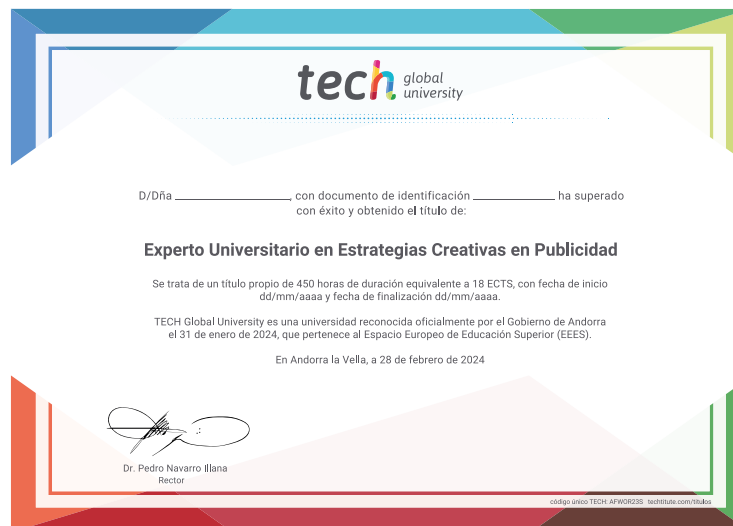 tech global university
D/Dña ____________, con documento de identificación ____________ ha superado
con éxito y obtenido el título de:
Experto Universitario en Estrategias Creativas en Publicidad
Se trata de un título propio de 450 horas de duración equivalente a 18 ECTS, con fecha de inicio
dd/mm/aaaa y fecha de finalización dd/mm/aaaa.
TECH Global University es una universidad reconocida oficialmente por el Gobierno de Andorra
el 31 de enero de 2024, que pertenece al Espacio Europeo de Educación Superior (EEES).
En Andorra la Vella, a 28 de febrero de 2024
Dr. Pedro Navarro Illana
Rector
código único TECH: AFWOR23S techtitute.com/titulos